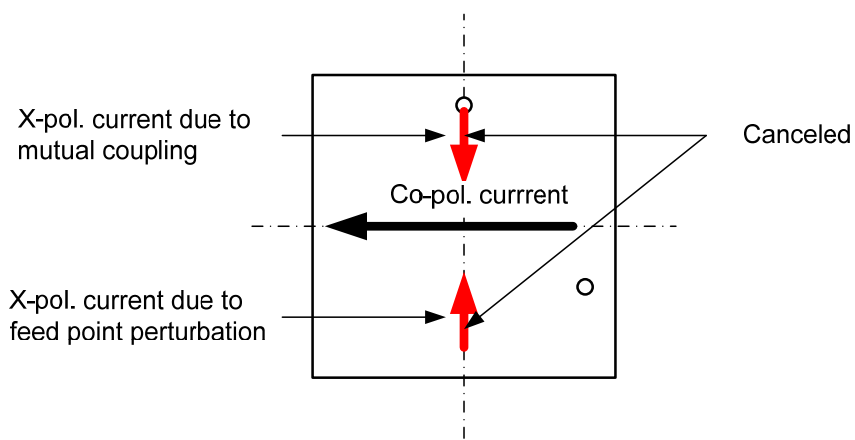 X-pol. current due to
mutual coupling
Canceled
Co-pol. currrent
X-pol. current due to
feed point perturbation